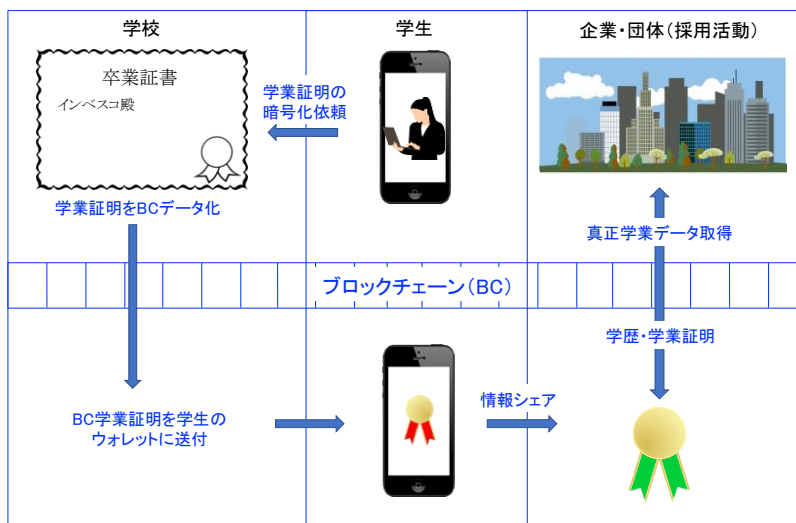 学校
学生
企業・団体(採用活動)
卒業証書
インベスコ殿
学業証明の
暗号化依頼
学業証明をBCデータ化
真正学業データ取得
ブロックチェーン(BC)
学歴・学業証明
BC学業証明を学生の
ウォレットに送付
情報シェア